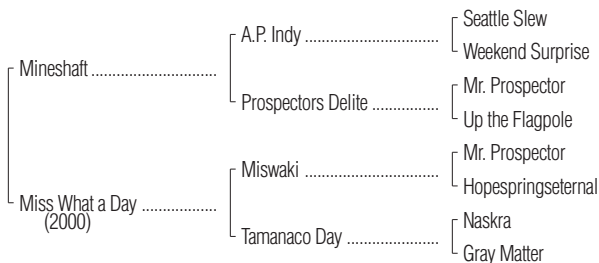 Seattle Slew
A.P. Indy ..................................
Weekend Surprise
Mineshaft ................................
Mr. Prospector
Prospectors Delite .................
Up the Flagpole
Mr. Prospector
Miswaki ..................................
Hopespringseternal
Miss What a Day ...................
(2000)
Naskra
Tamanaco Day .......................
Gray Matter